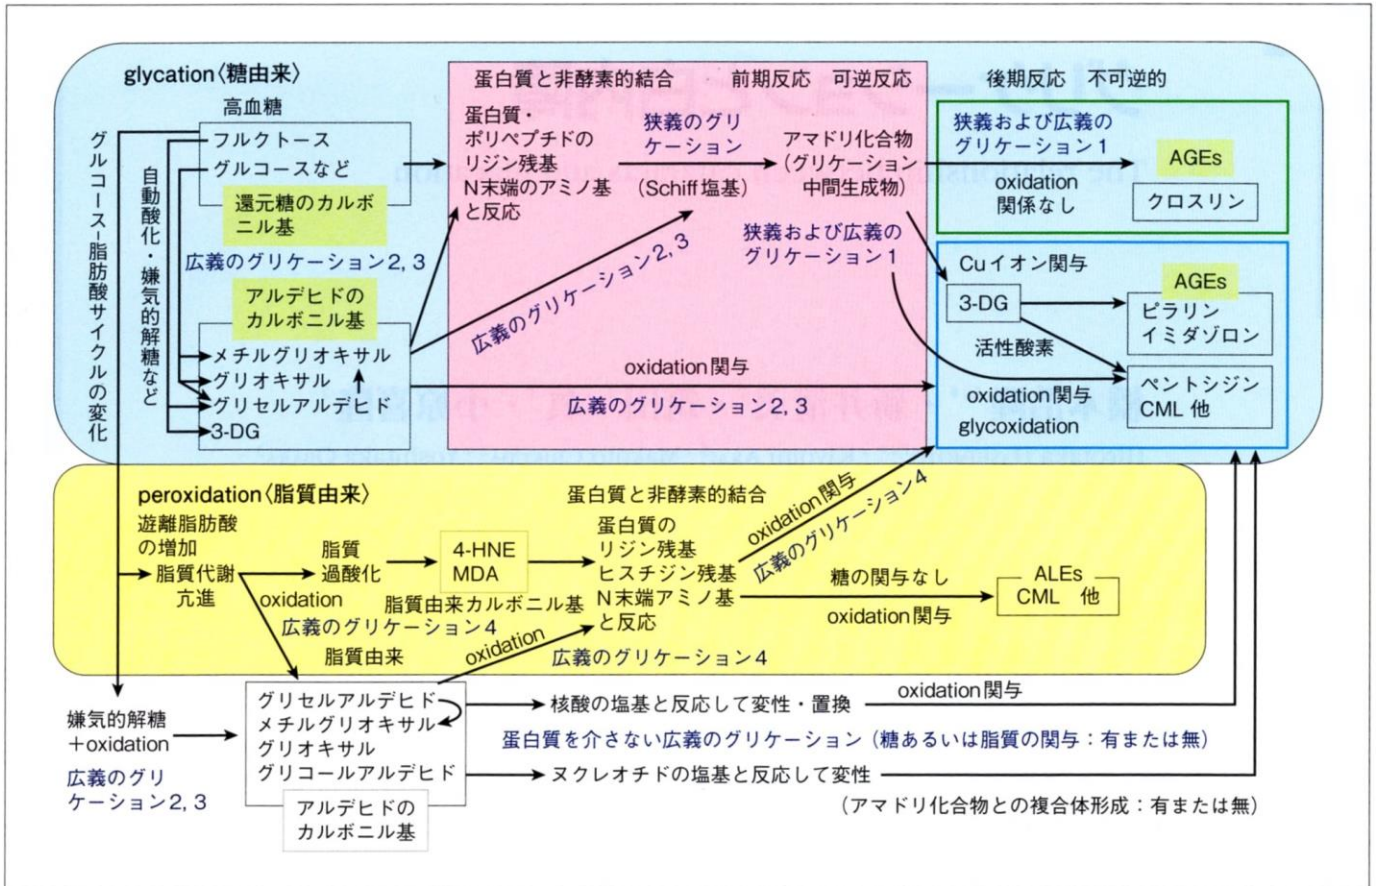 glycation〈糖由来〉
高血糖
フルクトース
グルコースなど
還元糖のカルボ
ニル基
グルコース-脂肪酸サイクルの変化
自動酸化・嫌気的解糖など
広義のグリケーション2, 3
アルデヒドの
カルボニル基
メチルグリオキサル
グリオキサル
グリセルアルデヒド
3-DG
蛋白質と非酵素的結合
前期反応 可逆反応
蛋白質・
ポリペプチドの
リジン残基
N末端のアミノ基
と反応
狭義のグリ
ケーション
(Schiff塩基)
アマドリ化合物
(グリケーション
中間生成物)
狭義および広義の
グリケーション1
広義のグリケーション2, 3
oxidation関与
広義のグリケーション2, 3
後期反応 不可逆的
狭義および広義の
グリケーション1
oxidation
関係なし
AGEs
クロスリン
Cuイオン関与
3-DG
活性酸素
AGEs
ピラリン
イミダゾロン
ペントシジン
CML 他
oxidation関与
glycoxidation
peroxidation〈脂質由来〉
遊離脂肪酸
の増加
脂質代謝
亢進
oxidation
脂質
過酸化
4-HNE
MDA
脂質由来カルボニル基
広義のグリケーション4
脂質由来
oxidation
広義のグリケーション4
蛋白質と非酵素的結合
蛋白質の
リジン残基
ヒスチジン残基
N末端アミノ基
と反応
oxidation関与
広義のグリケーション4
糖の関与なし
oxidation関与
ALEs
CML 他
嫌気的解糖
+oxidation
広義のグリ
ケーション2, 3
グリセルアルデヒド
メチルグリオキサル
グリオキサル
グリコールアルデヒド
アルデヒドの
カルボニル基
核酸の塩基と反応して変性・置換
oxidation関与
蛋白質を介さない広義のグリケーション (糖あるいは脂質の関与:有または無)
ヌクレオチドの塩基と反応して変性
(アマドリ化合物との複合体形成:有または無)